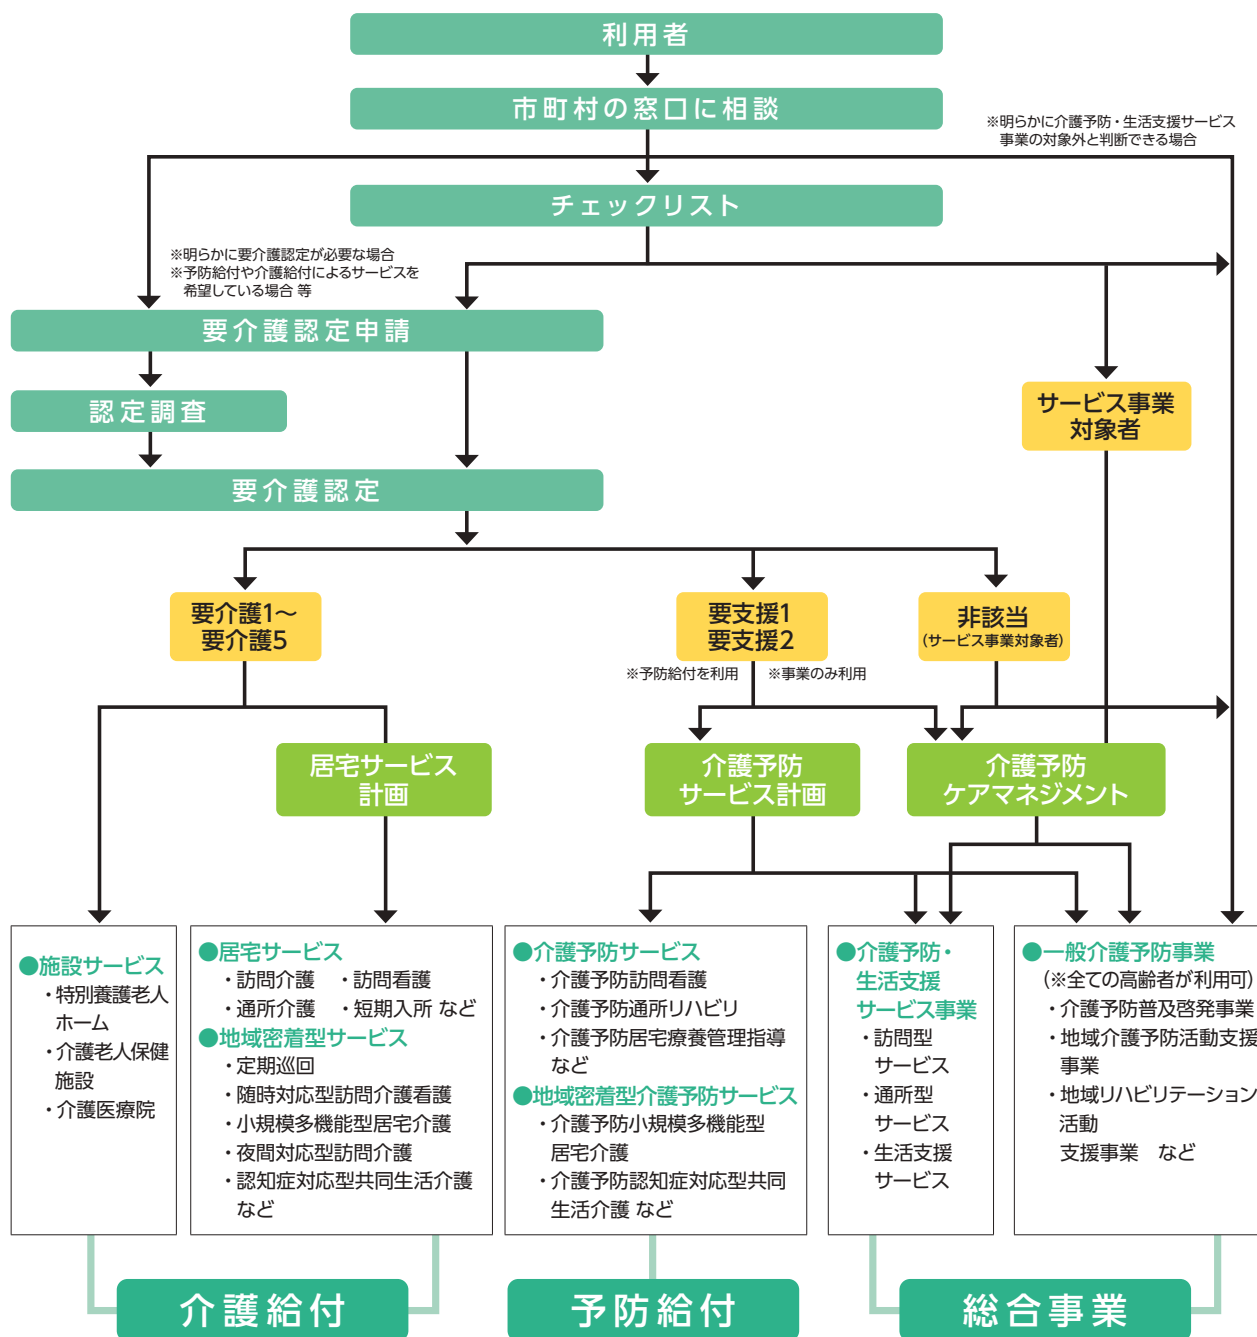 利用者
市町村の窓口に相談
※明らかに介護予防・生活支援サービス
事業の対象外と判断できる場合
チェックリスト
※明らかに要介護認定が必要な場合
※予防給付や介護給付によるサービスを
希望している場合 等
要介護認定申請
認定調査
サービス事業
対象者
要介護認定
要介護1〜
要介護5
要支援1
要支援2
非該当
(サービス事業対象者)
※予防給付を利用
※事業のみ利用
居宅サービス
計画
介護予防
サービス計画
介護予防
ケアマネジメント
●施設サービス
・特別養護老人
ホーム
・介護老人保健
施設
・介護医療院
●居宅サービス
・訪問介護 ・訪問看護
・通所介護 ・短期入所 など
●地域密着型サービス
・定期巡回
・随時対応型訪問介護看護
・小規模多機能型居宅介護
・夜間対応型訪問介護
・認知症対応型共同生活介護
など
●介護予防サービス
・介護予防訪問看護
・介護予防通所リハビリ
・介護予防居宅療養管理指導
など
●地域密着型介護予防サービス
・介護予防小規模多機能型
居宅介護
・介護予防認知症対応型共同
生活介護 など
●介護予防・
生活支援
サービス事業
・訪問型
サービス
・通所型
サービス
・生活支援
サービス
●一般介護予防事業
(※全ての高齢者が利用可)
・介護予防普及啓発事業
・地域介護予防活動支援
事業
・地域リハビリテーション
活動
支援事業 など
介護給付
予防給付
総合事業